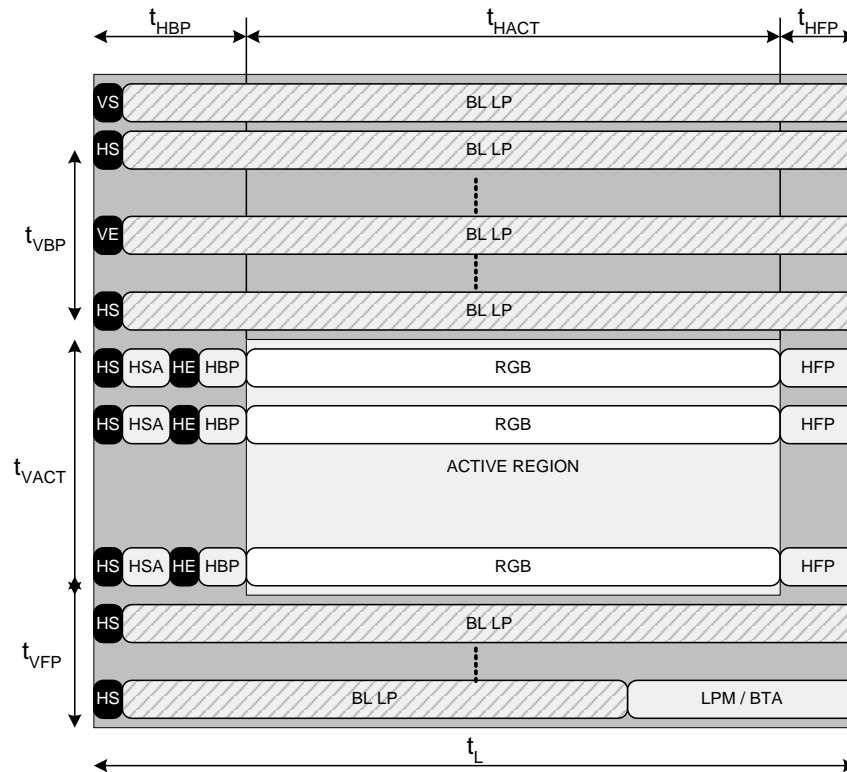 tHBP tHACT tHFP
VS BL LP
HS BL LP
tVBP
VE BL LP
HS BL LP
HS HSA HE HBP RGB HFP
HS HSA HE HBP RGB HFP
tVACT ACTIVE REGION
HS HSA HE HBP RGB HFP
HS BL LP
tVFP
HS BL LP LPM / BTA
tL